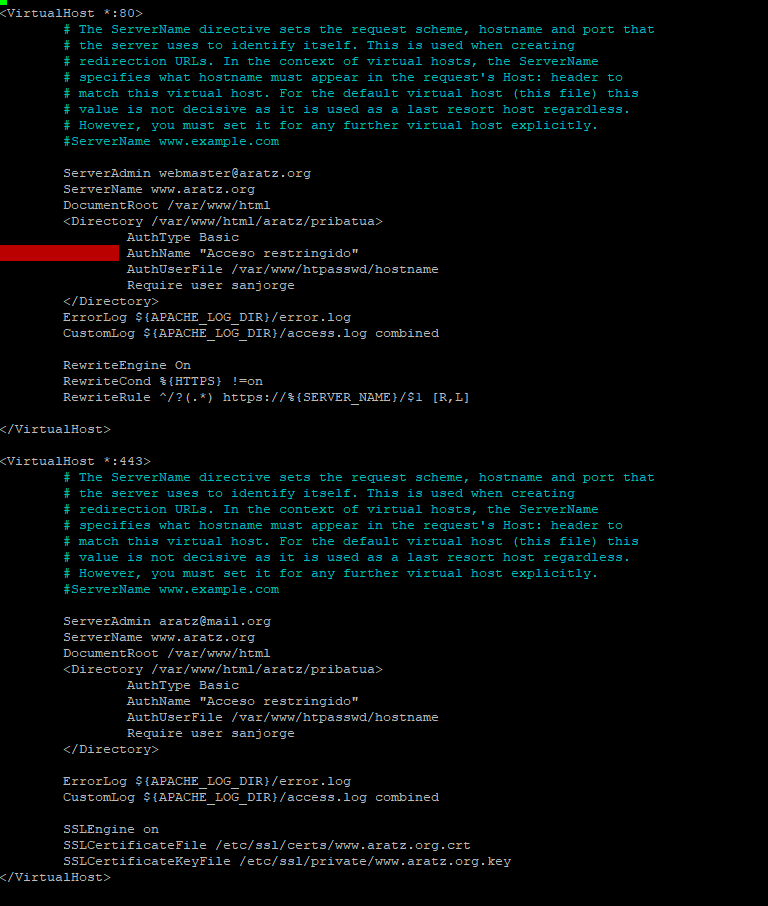 <VirtualHost *:80>
# The ServerName directive sets the request scheme, hostname and port that
# the server uses to identify itself. This is used when creating
# redirection URLs. In the context of virtual hosts, the ServerName
# specifies what hostname must appear in the request's Host: header to
# match this virtual host. For the default virtual host (this file) this
# value is not decisive as it is used as a last resort host regardless.
# However, you must set it for any further virtual host explicitly.
#ServerName www.example.com
ServerAdmin webmaster@aratz.org
ServerName www.aratz.org
DocumentRoot /var/www/html
<Directory /var/www/html/aratz/pribatua>
AuthType Basic
AuthName "Acceso restringido"
AuthUserFile /var/www/htpasswd/hostname
Require user sanjorge
</Directory>
ErrorLog ${APACHE_LOG_DIR}/error.log
CustomLog ${APACHE_LOG_DIR}/access.log combined
RewriteEngine On
RewriteCond %{HTTPS} !=on
RewriteRule ^/?(.*) https://%{SERVER_NAME}/$1 [R,L]
</VirtualHost>
<VirtualHost *:443>
# The ServerName directive sets the request scheme, hostname and port that
# the server uses to identify itself. This is used when creating
# redirection URLs. In the context of virtual hosts, the ServerName
# specifies what hostname must appear in the request's Host: header to
# match this virtual host. For the default virtual host (this file) this
# value is not decisive as it is used as a last resort host regardless.
# However, you must set it for any further virtual host explicitly.
#ServerName www.example.com
ServerAdmin aratz@mail.org
ServerName www.aratz.org
DocumentRoot /var/www/html
<Directory /var/www/html/aratz/pribatua>
AuthType Basic
AuthName "Acceso restringido"
AuthUserFile /var/www/htpasswd/hostname
Require user sanjorge
</Directory>
ErrorLog ${APACHE_LOG_DIR}/error.log
CustomLog ${APACHE_LOG_DIR}/access.log combined
SSLEngine on
SSLCertificateFile /etc/ssl/certs/www.aratz.org.crt
SSLCertificateKeyFile /etc/ssl/private/www.aratz.org.key
</VirtualHost>